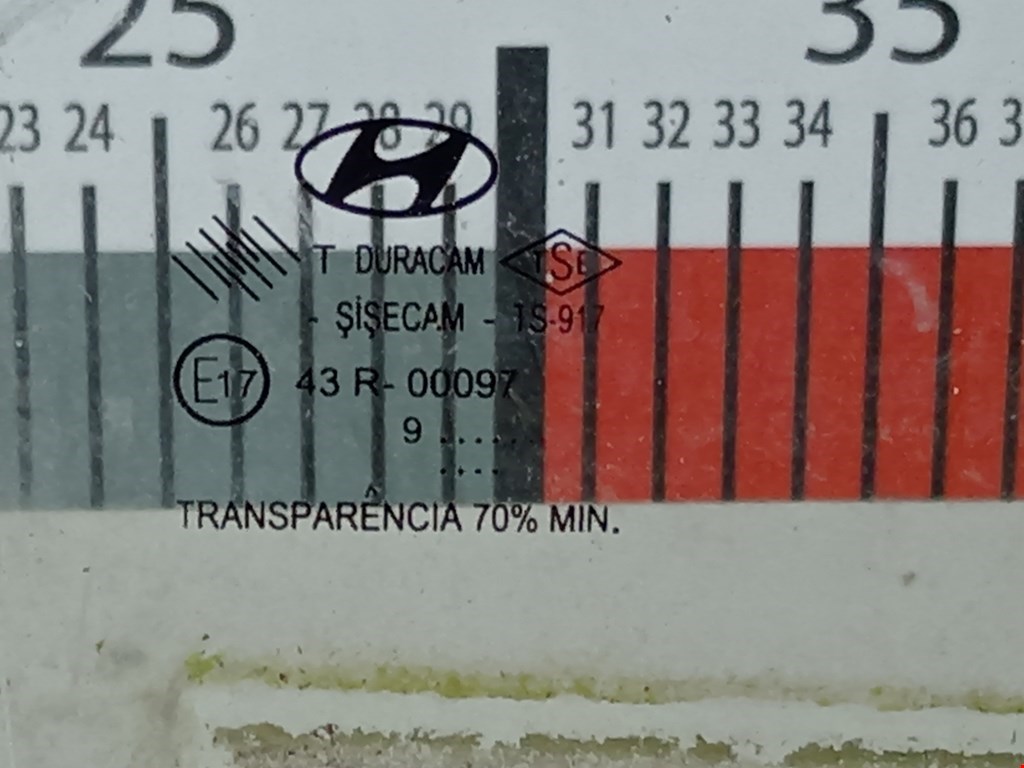 25 35
23 24 26 27 28 29 31 32 33 34 36
T DURACAM TSE
- ŞİŞECAM - TS-917
E17 43 R- 00097
9 ......
....
TRANSPARÊNCIA 70% MIN.